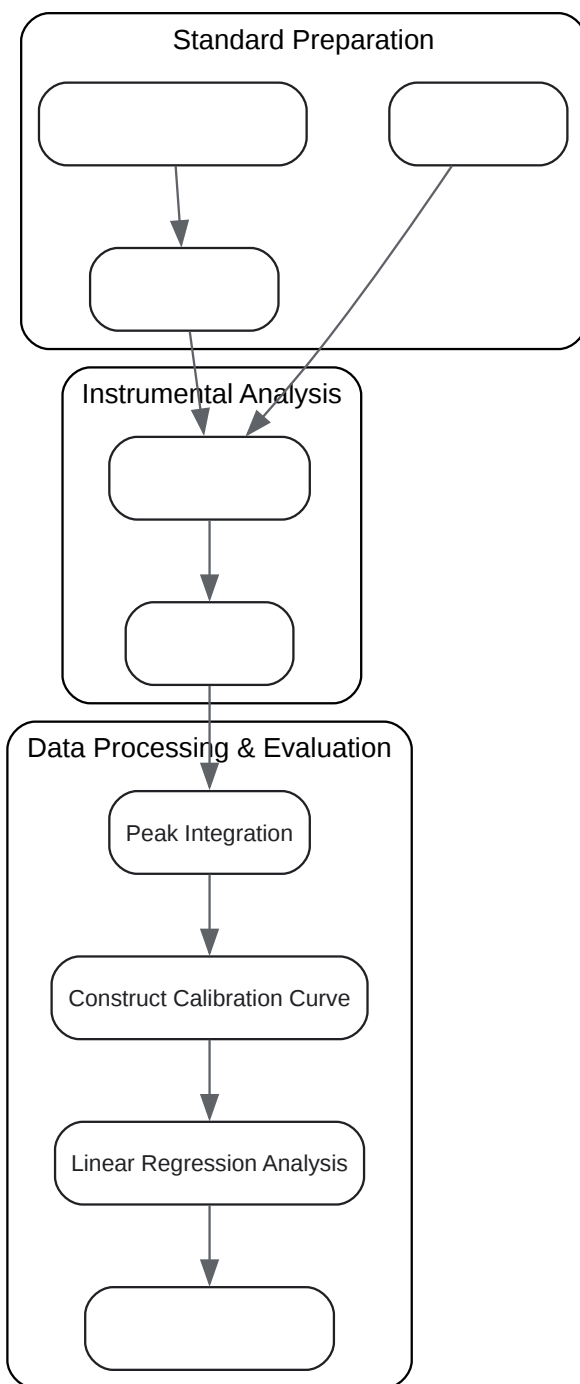 Standard Preparation
Instrumental Analysis
Data Processing & Evaluation
Peak Integration
Construct Calibration Curve
Linear Regression Analysis